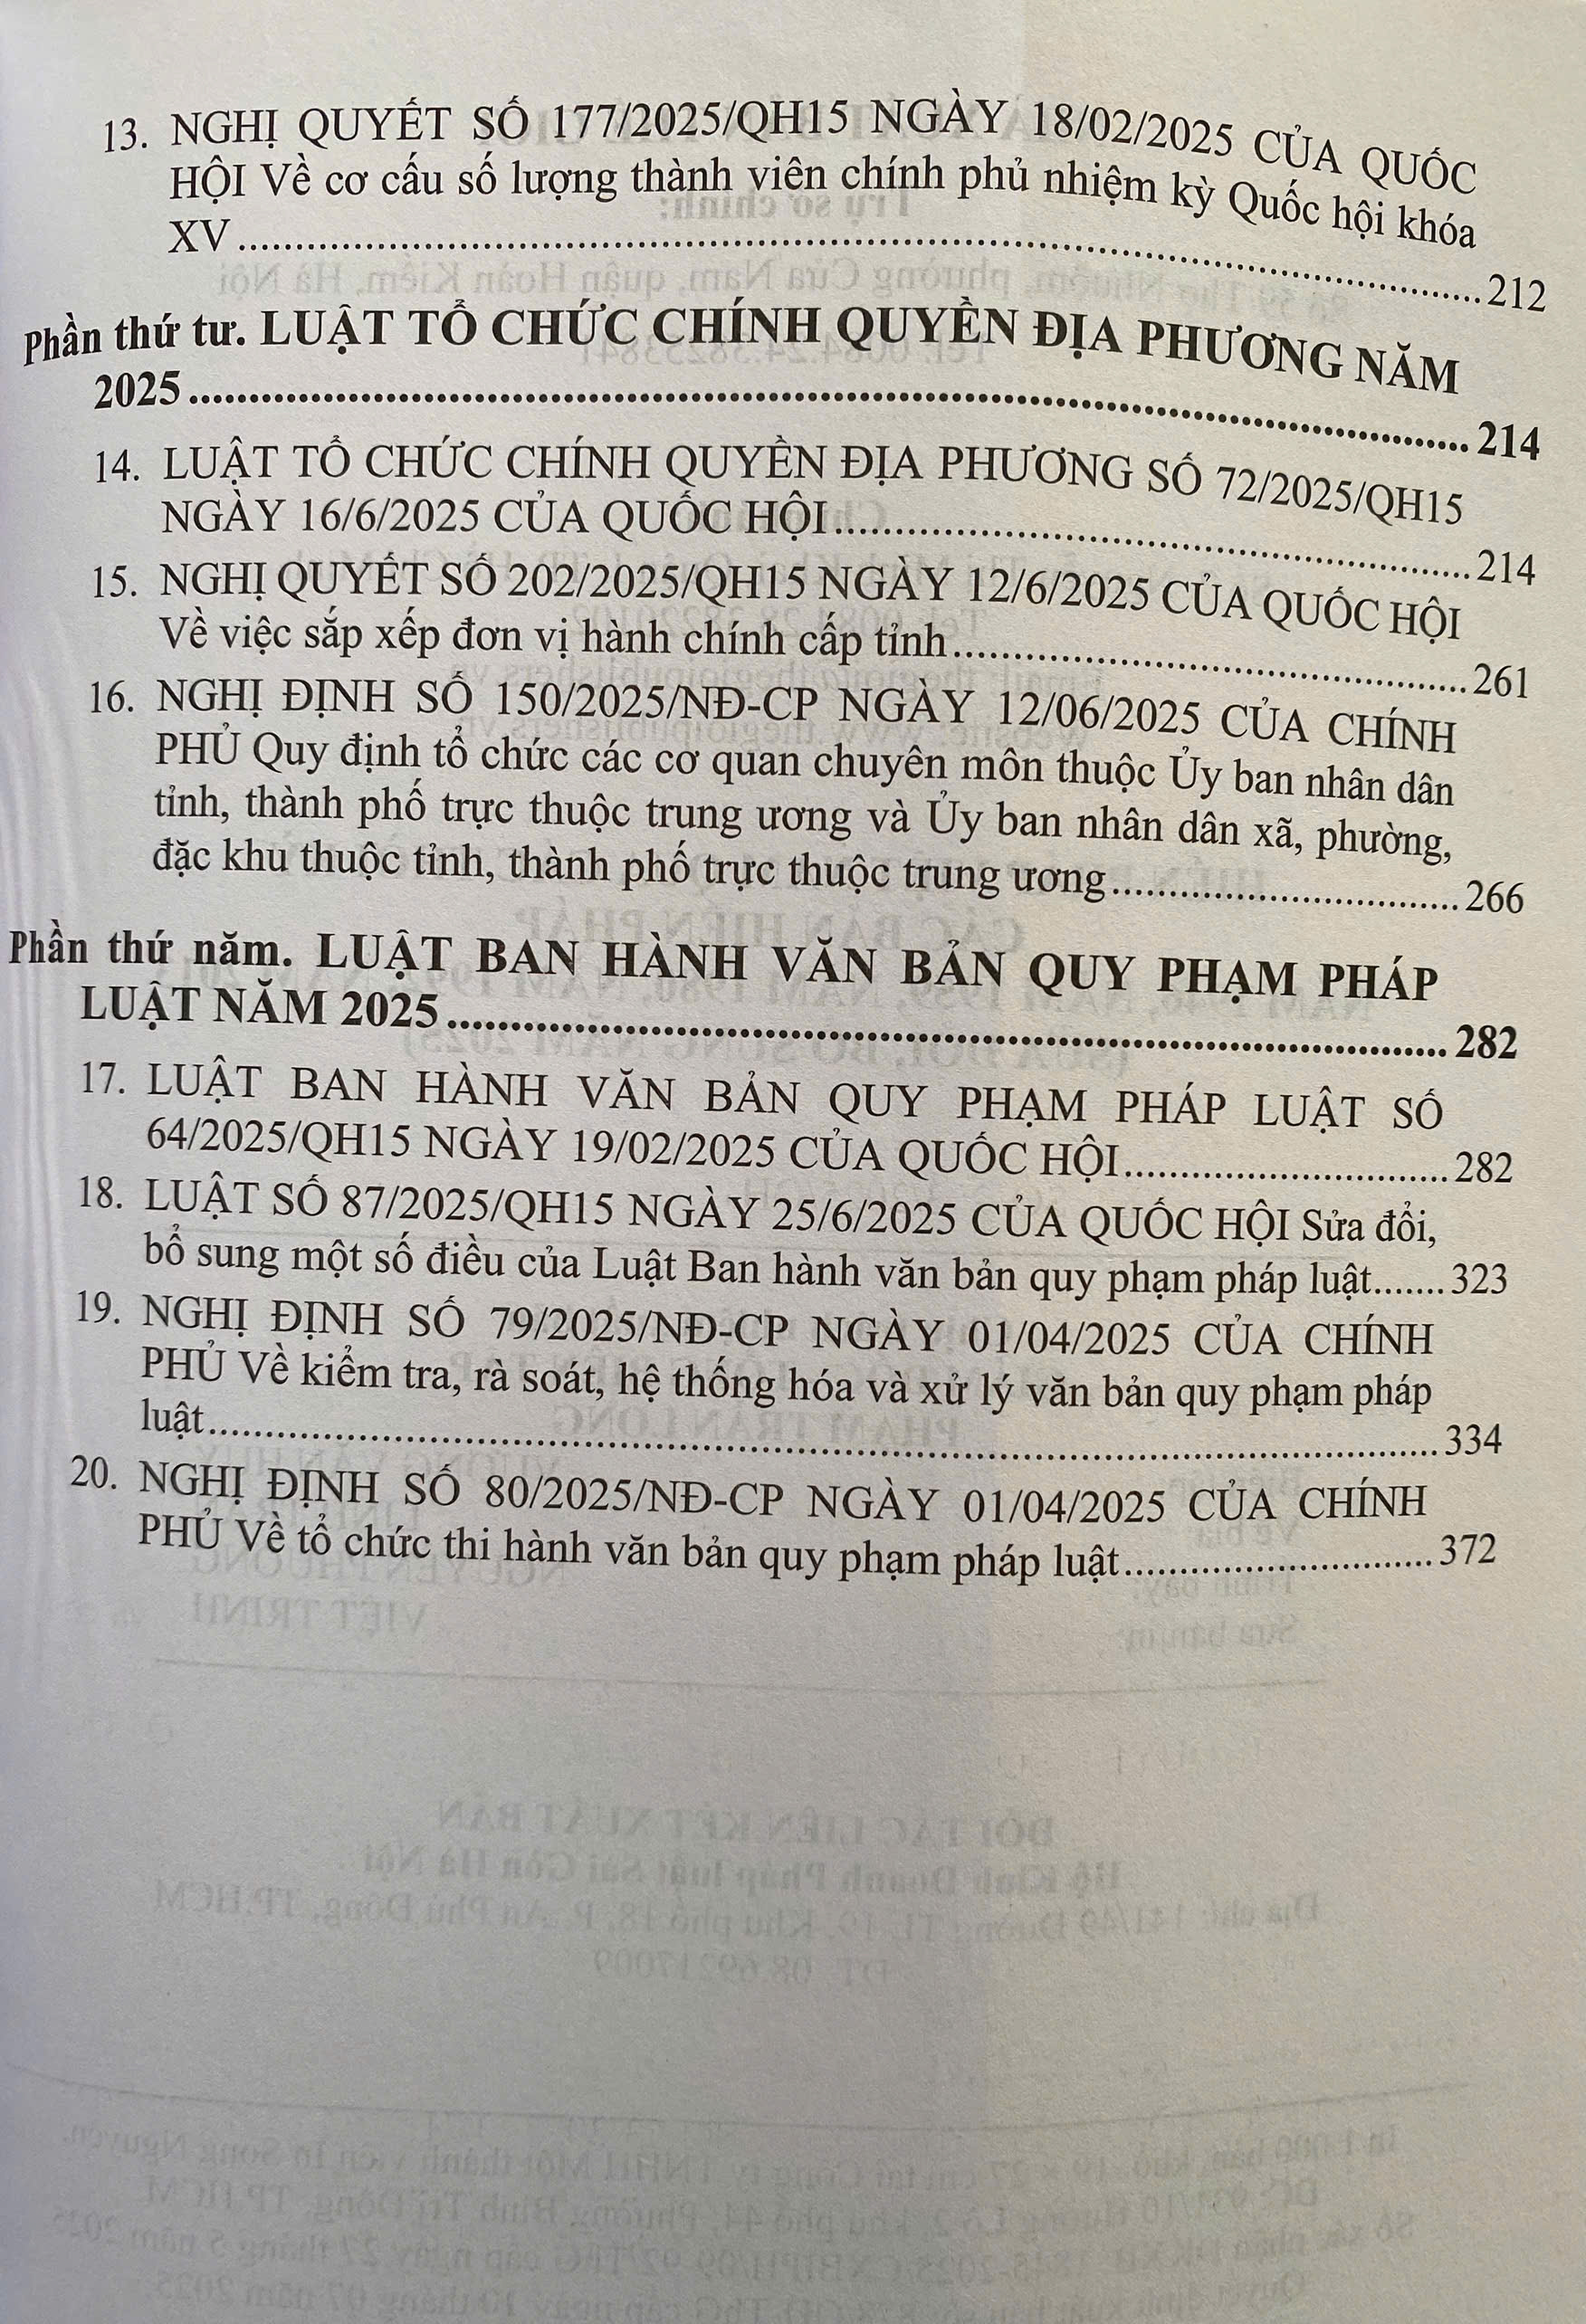 13. NGHỊ QUYẾT SỐ 177/2025/QH15 NGÀY 18/02/2025 CỦA QUỐC
HỘI Về cơ cấu số lượng thành viên chính phủ nhiệm kỳ Quốc hội khóa
XV ........ 212
Phần thứ tư. LUẬT TỔ CHỨC CHÍNH QUYỀN ĐỊA PHƯƠNG NĂM
2025 ........ 214
14. LUẬT TỔ CHỨC CHÍNH QUYỀN ĐỊA PHƯƠNG SỐ 72/2025/QH15
NGÀY 16/6/2025 CỦA QUỐC HỘI ........ 214
15. NGHỊ QUYẾT SỐ 202/2025/QH15 NGÀY 12/6/2025 CỦA QUỐC HỘI
Về việc sắp xếp đơn vị hành chính cấp tỉnh ........ 261
16. NGHỊ ĐỊNH SỐ 150/2025/NĐ-CP NGÀY 12/06/2025 CỦA CHÍNH
PHỦ Quy định tổ chức các cơ quan chuyên môn thuộc Ủy ban nhân dân
tỉnh, thành phố trực thuộc trung ương và Ủy ban nhân dân xã, phường,
đặc khu thuộc tỉnh, thành phố trực thuộc trung ương ........ 266
Phần thứ năm. LUẬT BAN HÀNH VĂN BẢN QUY PHẠM PHÁP
LUẬT NĂM 2025 ........ 282
17. LUẬT BAN HÀNH VĂN BẢN QUY PHẠM PHÁP LUẬT SỐ
64/2025/QH15 NGÀY 19/02/2025 CỦA QUỐC HỘI ........ 282
18. LUẬT SỐ 87/2025/QH15 NGÀY 25/6/2025 CỦA QUỐC HỘI Sửa đổi,
bổ sung một số điều của Luật Ban hành văn bản quy phạm pháp luật ....... 323
19. NGHỊ ĐỊNH SỐ 79/2025/NĐ-CP NGÀY 01/04/2025 CỦA CHÍNH
PHỦ Về kiểm tra, rà soát, hệ thống hóa và xử lý văn bản quy phạm pháp
luật ........ 334
20. NGHỊ ĐỊNH SỐ 80/2025/NĐ-CP NGÀY 01/04/2025 CỦA CHÍNH
PHỦ Về tổ chức thi hành văn bản quy phạm pháp luật ........ 372